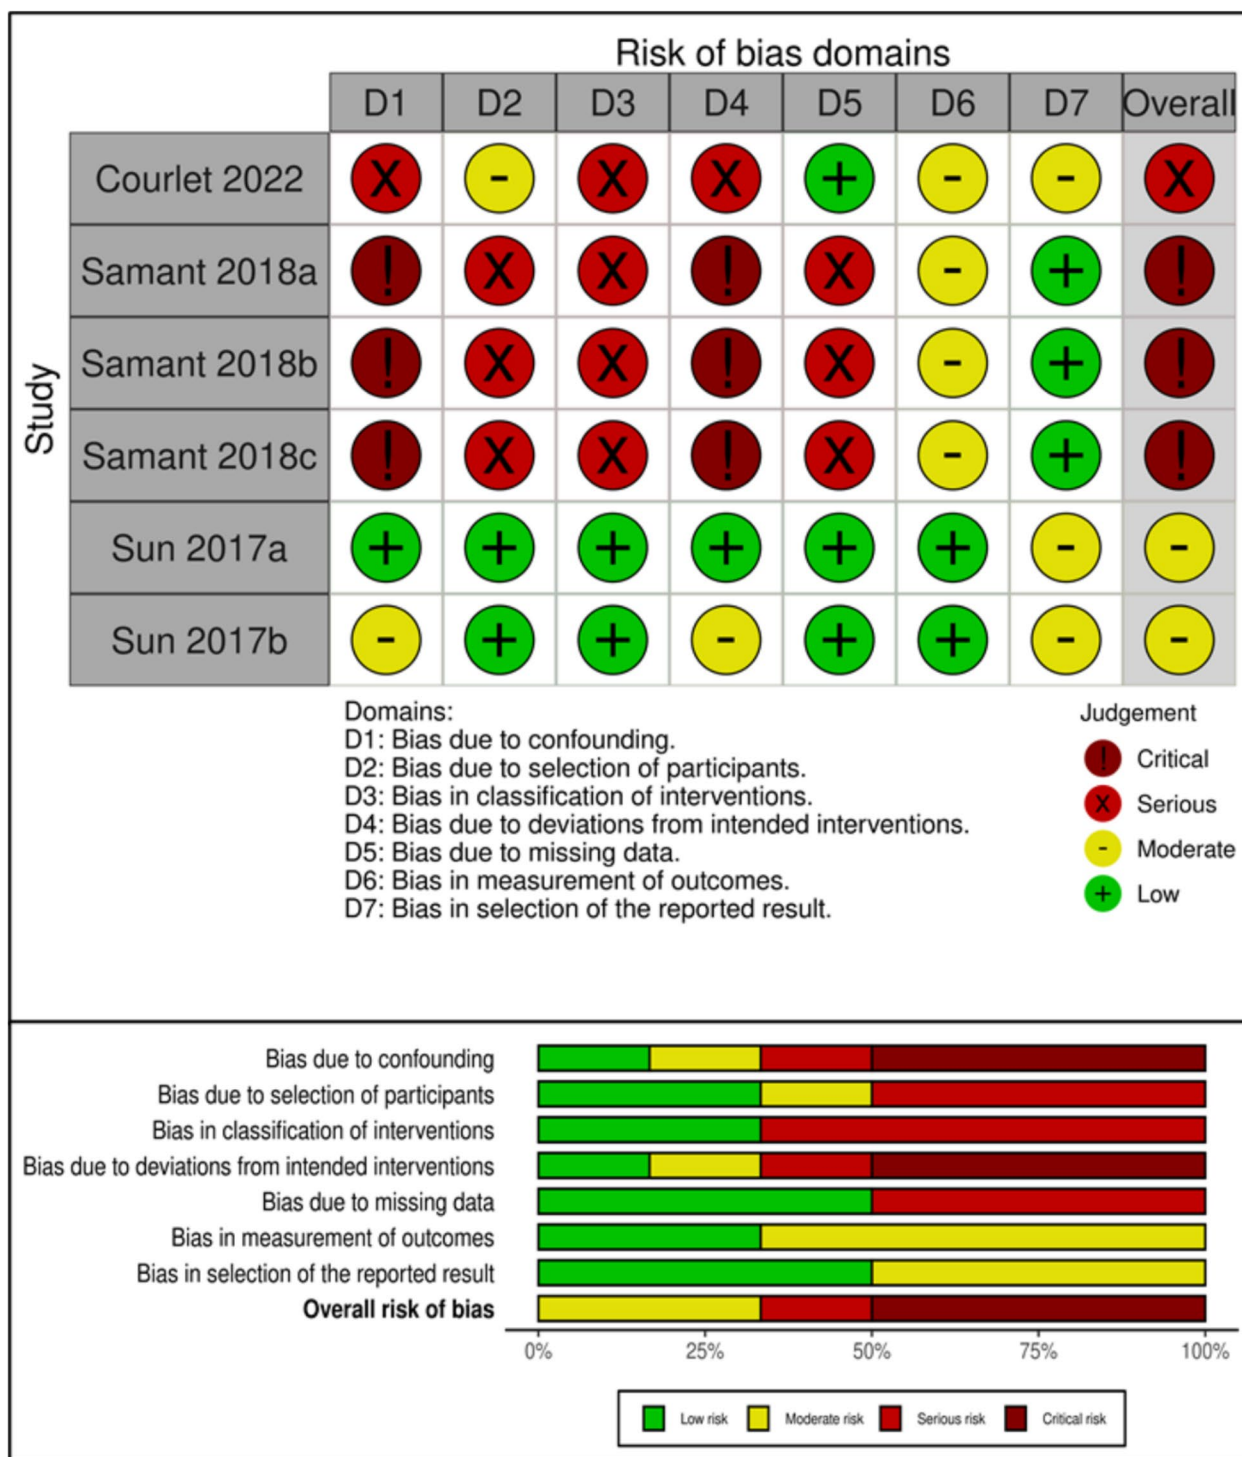 Risk of bias domains
D1 D2 D3 D4 D5 D6 D7 Overall
Study
Courlet 2022 X - X X + - - X
Samant 2018a ! X X ! X - + !
Samant 2018b ! X X ! X - + !
Samant 2018c ! X X ! X - + !
Sun 2017a + + + + + + - -
Sun 2017b - + + - + + - -
Domains:
D1: Bias due to confounding.
D2: Bias due to selection of participants.
D3: Bias in classification of interventions.
D4: Bias due to deviations from intended interventions.
D5: Bias due to missing data.
D6: Bias in measurement of outcomes.
D7: Bias in selection of the reported result.
Judgement
! Critical
X Serious
- Moderate
+ Low
Bias due to confounding
Bias due to selection of participants
Bias in classification of interventions
Bias due to deviations from intended interventions
Bias due to missing data
Bias in measurement of outcomes
Bias in selection of the reported result
Overall risk of bias
0% 25% 50% 75% 100%
Low risk Moderate risk Serious risk Critical risk